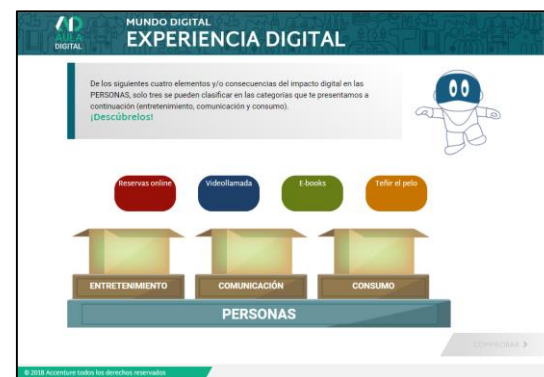 AD
AULA
DIGITAL
MUNDO DIGITAL
EXPERIENCIA DIGITAL
De los siguientes cuatro elementos y/o consecuencias del impacto digital en las
PERSONAS, solo tres se pueden clasificar en las categorías que te presentamos a
continuación (entretenimiento, comunicación y consumo).
¡Descúbrelos!
Reservas online
Videollamada
E-books
Teñir el pelo
ENTRETENIMIENTO
COMUNICACIÓN
CONSUMO
PERSONAS
COMPROBAR
© 2018 Accenture todos los derechos reservados